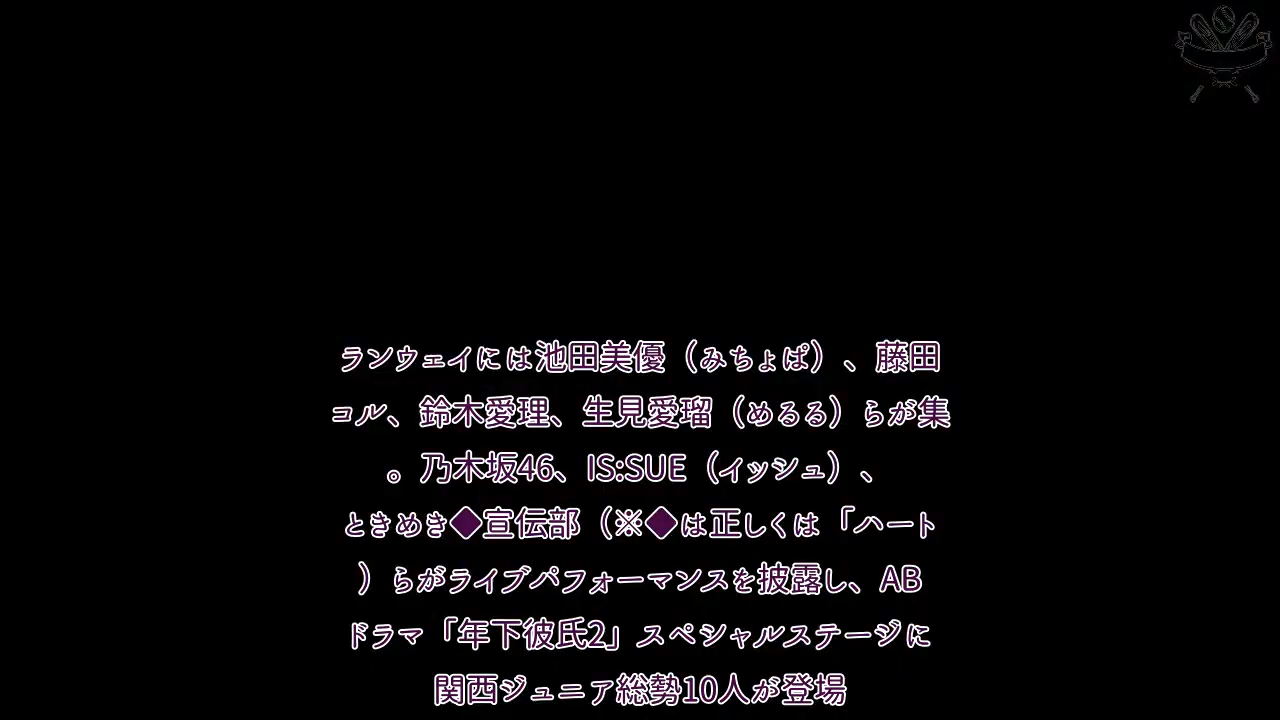 ランウェイには池田美優（みちょぱ）、藤田
コル、鈴木愛理、生見愛瑠（めるる）らが集
。乃木坂46、IS:SUE（イッシュ）、
ときめき◆宣伝部（※◆は正しくは「ハート
）らがライブパフォーマンスを披露し、AB
ドラマ「年下彼氏2」スペシャルステージに
関西ジュニア総勢10人が登場